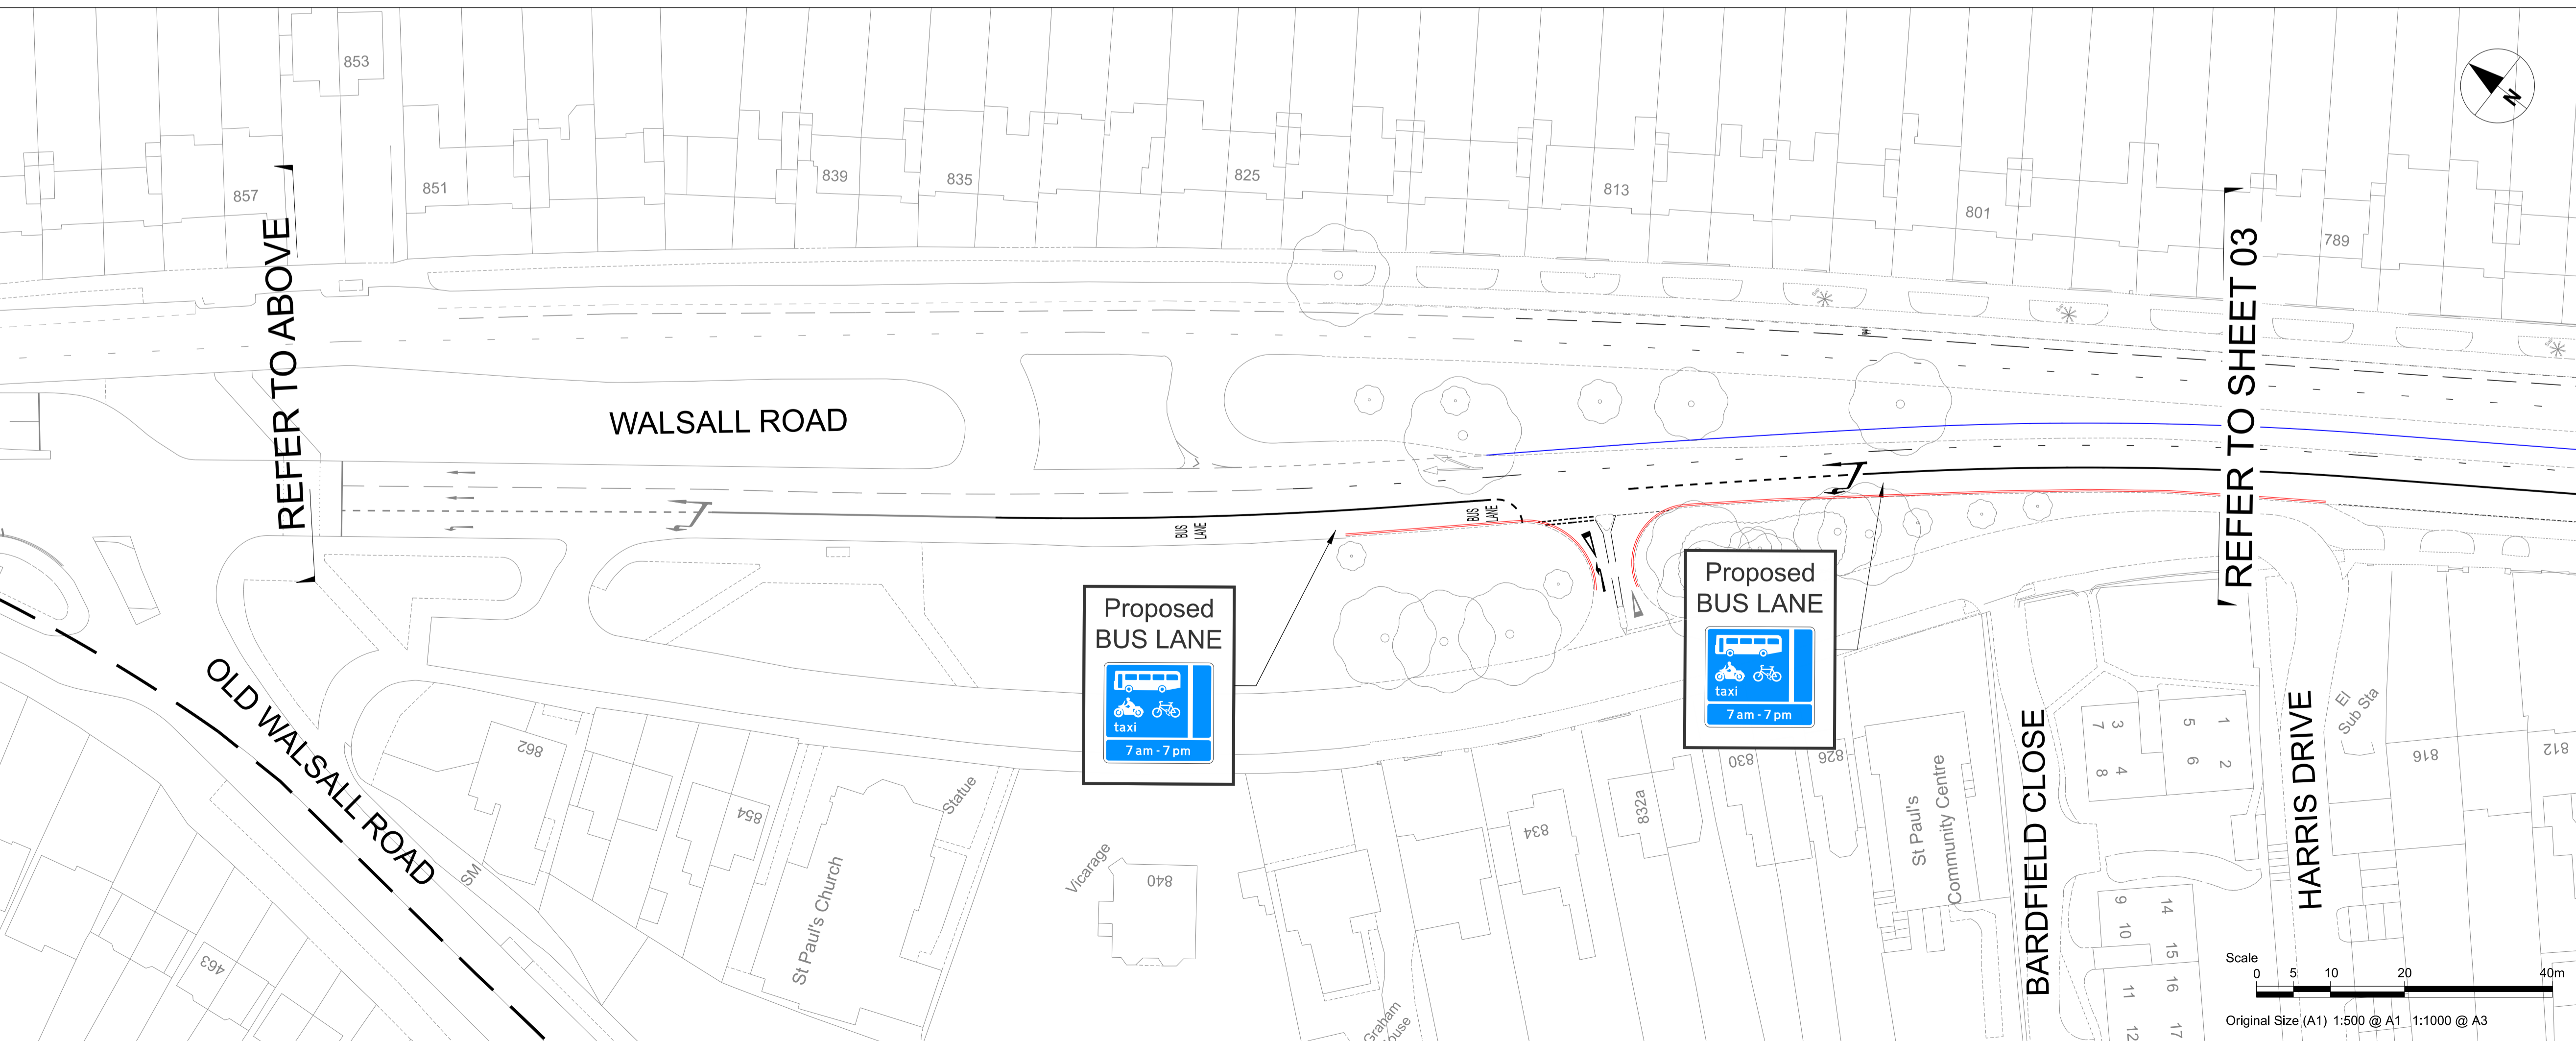 853
857
851
839
835
825
813
801
789
N
REFER TO ABOVE
WALSALL ROAD
REFER TO SHEET 03
BUS
LANE
BUS
LANE
Proposed
BUS LANE
taxi
7 am - 7 pm
Proposed
BUS LANE
taxi
7 am - 7 pm
OLD WALSALL ROAD
862
854
SM
463
St Paul's Church
Statue
Vicarage
840
Graham
834
832a
830
826
St Paul's
Community Centre
BARDFIELD CLOSE
7
3
8
4
5
1
6
2
9
10
11
12
14
15
16
17
HARRIS DRIVE
El
Sub Sta
816
812
Scale
0 5 10 20 40m
Original Size (A1) 1:500 @ A1 1:1000 @ A3